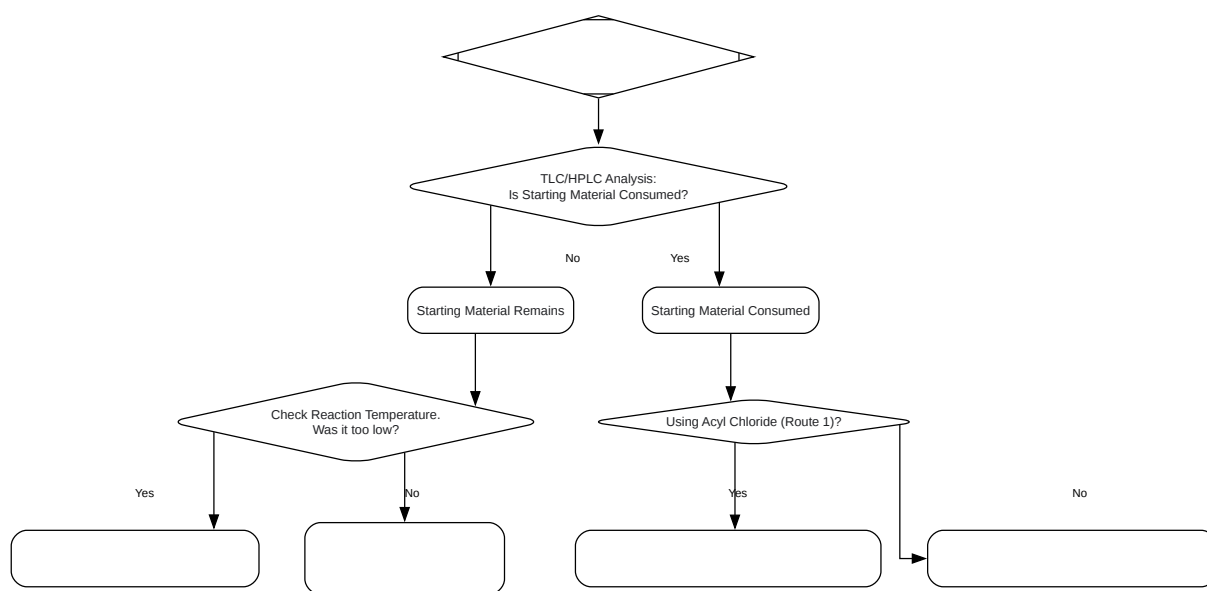 TLC/HPLC Analysis:
Is Starting Material Consumed?
No
Yes
Starting Material Remains
Starting Material Consumed
Check Reaction Temperature.
Was it too low?
Using Acyl Chloride (Route 1)?
Yes
No
Yes
No